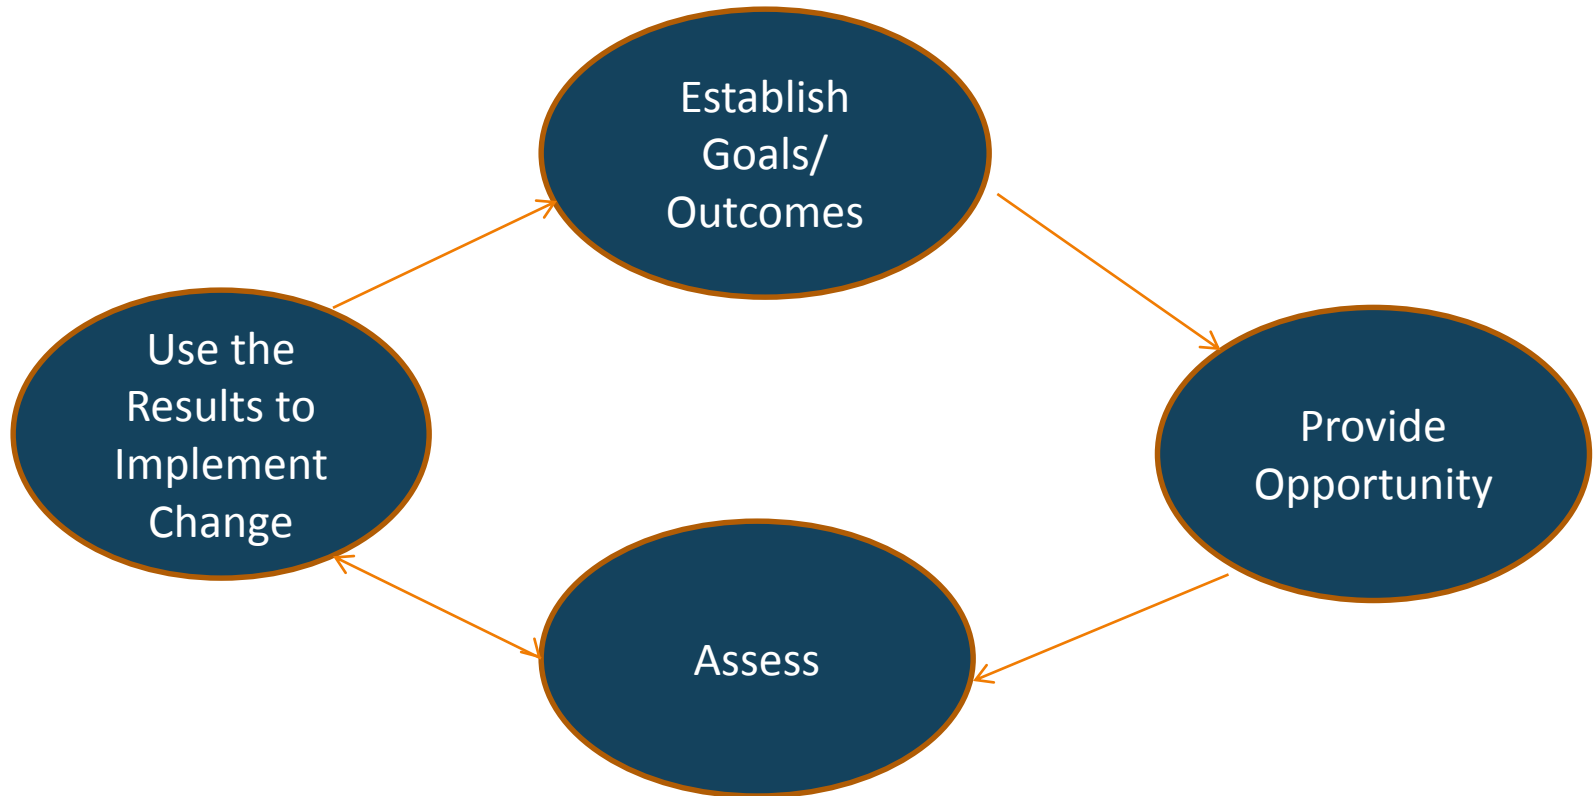 Establish
Goals/
Outcomes
Use the
Results to
Implement
Change
Provide
Opportunity
Assess